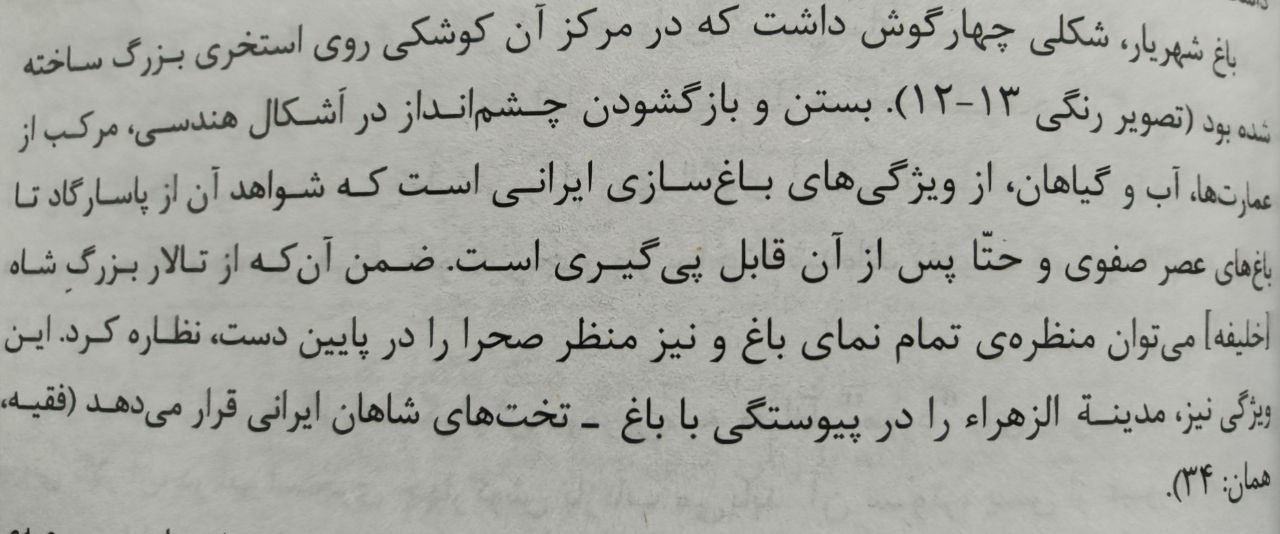 باغ شهریار، شکلی چهارگوش داشت که در مرکز آن کوشکی روی استخری بزرگ ساخته
شده بود (تصویر رنگی ۱۳-۱۲). بستن و بازگشودن چشم‌انداز در اَشکال هندسی، مرکب از
عمارت‌ها، آب و گیاهان، از ویژگی‌های باغ‌سازی ایرانی است که شواهد آن از پاسارگاد تا
باغ‌های عصر صفوی و حتّا پس از آن قابل پی‌گیری است. ضمن آن‌که از تالار بزرگِ شاه
[خلیفه] می‌توان منظره‌ی تمام نمای باغ و نیز منظر صحرا را در پایین دست، نظاره کرد. این
ویژگی نیز، مدینة الزهراء را در پیوستگی با باغ ـ تخت‌های شاهان ایرانی قرار می‌دهد (فقیه،
همان: ۳۴).